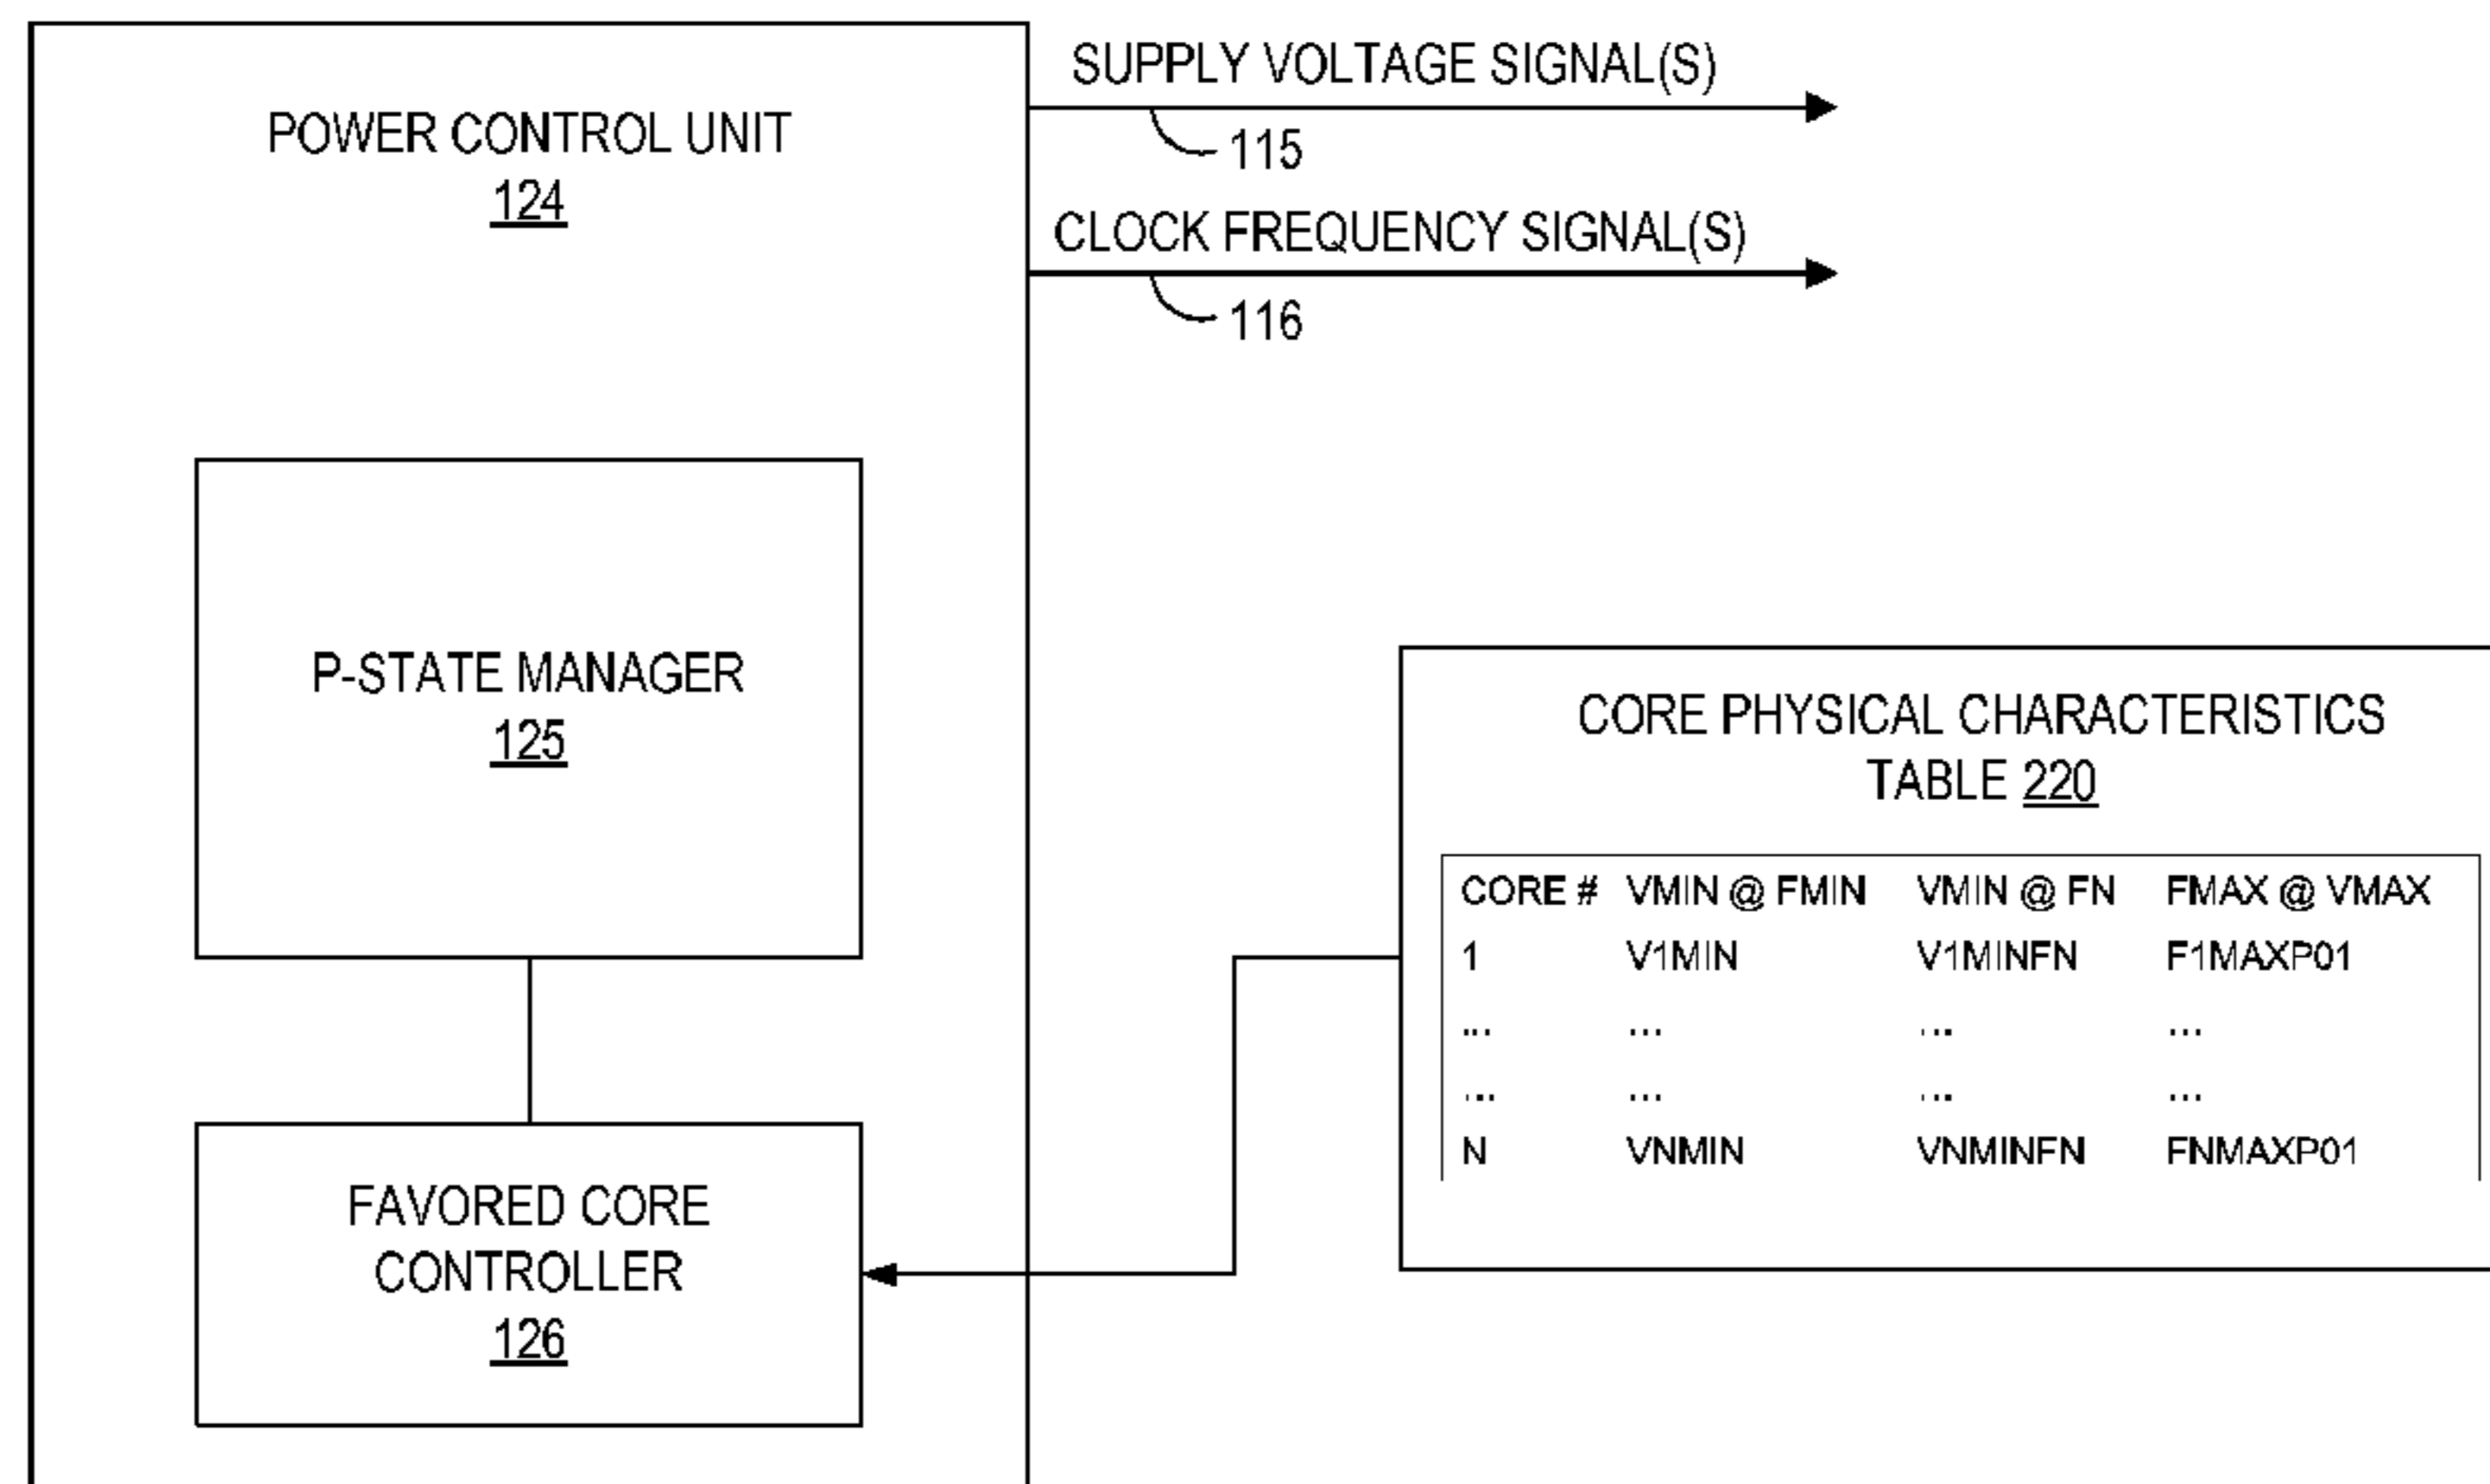 POWER CONTROL UNIT
124
SUPPLY VOLTAGE SIGNAL(S)
115
CLOCK FREQUENCY SIGNAL(S)
116
P-STATE MANAGER
125
FAVORED CORE
CONTROLLER
126
CORE PHYSICAL CHARACTERISTICS
TABLE 220
CORE # VMIN @ FMIN VMIN @ FN FMAX @ VMAX
1 V1MIN V1MINFN F1MAXP01
... ... ... ...
... ... ... ...
N VNMIN VNMINFN FNMAXP01